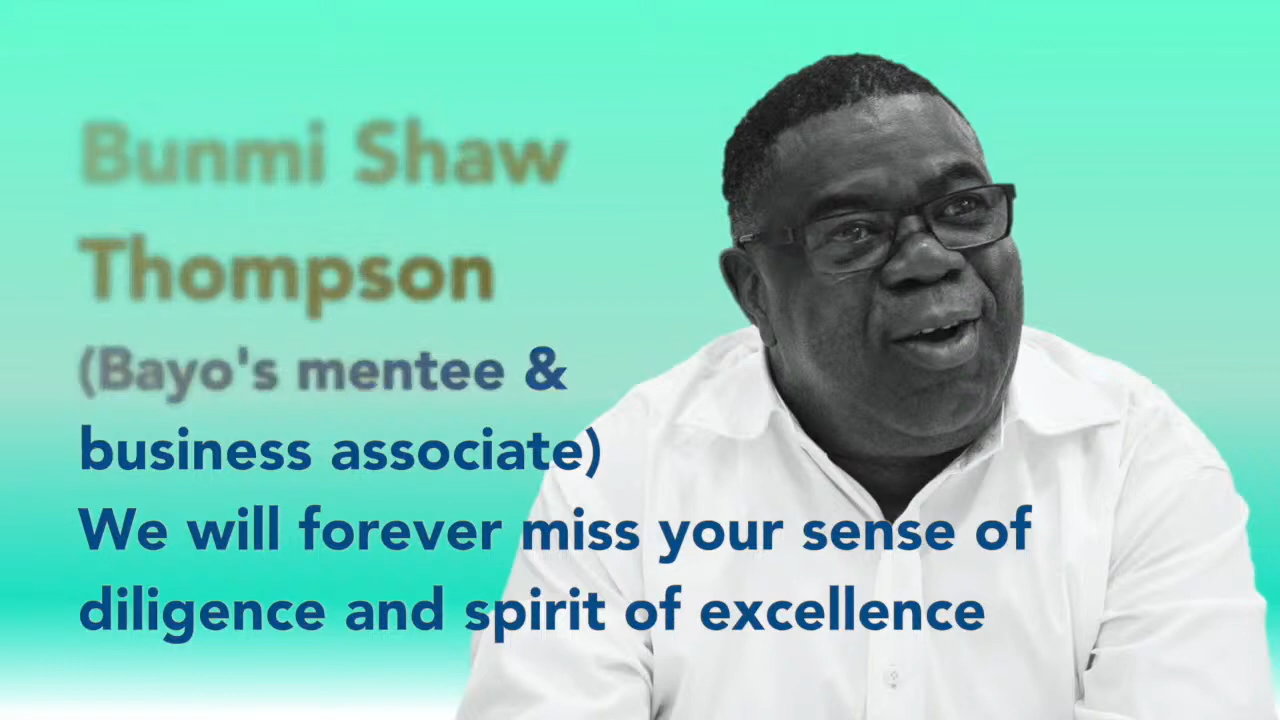 Bunmi Shaw
Thompson
(Bayo's mentee &
business associate)
We will forever miss your sense of
diligence and spirit of excellence